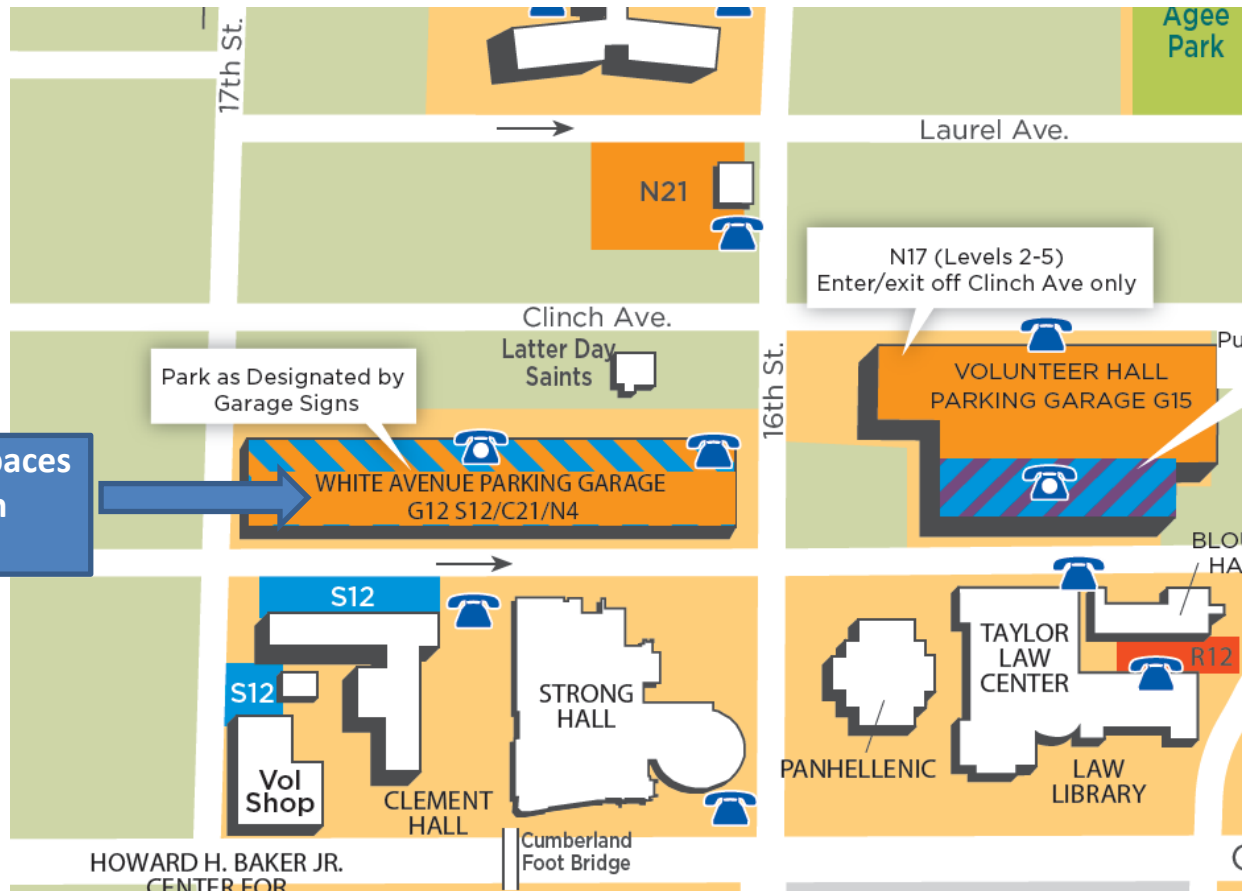 Agee
Park
17th St.
Laurel Ave.
N21
N17 (Levels 2-5)
Enter/exit off Clinch Ave only
Clinch Ave.
Latter Day
Saints
16th St.
Park as Designated by
Garage Signs
VOLUNTEER HALL
PARKING GARAGE G15
WHITE AVENUE PARKING GARAGE
G12 S12/C21/N4
S12
S12
STRONG
HALL
TAYLOR
LAW
CENTER
R12
Vol
Shop
CLEMENT
HALL
PANHELLENIC
LAW
LIBRARY
Cumberland
Foot Bridge
HOWARD H. BAKER JR.
CENTER FOR